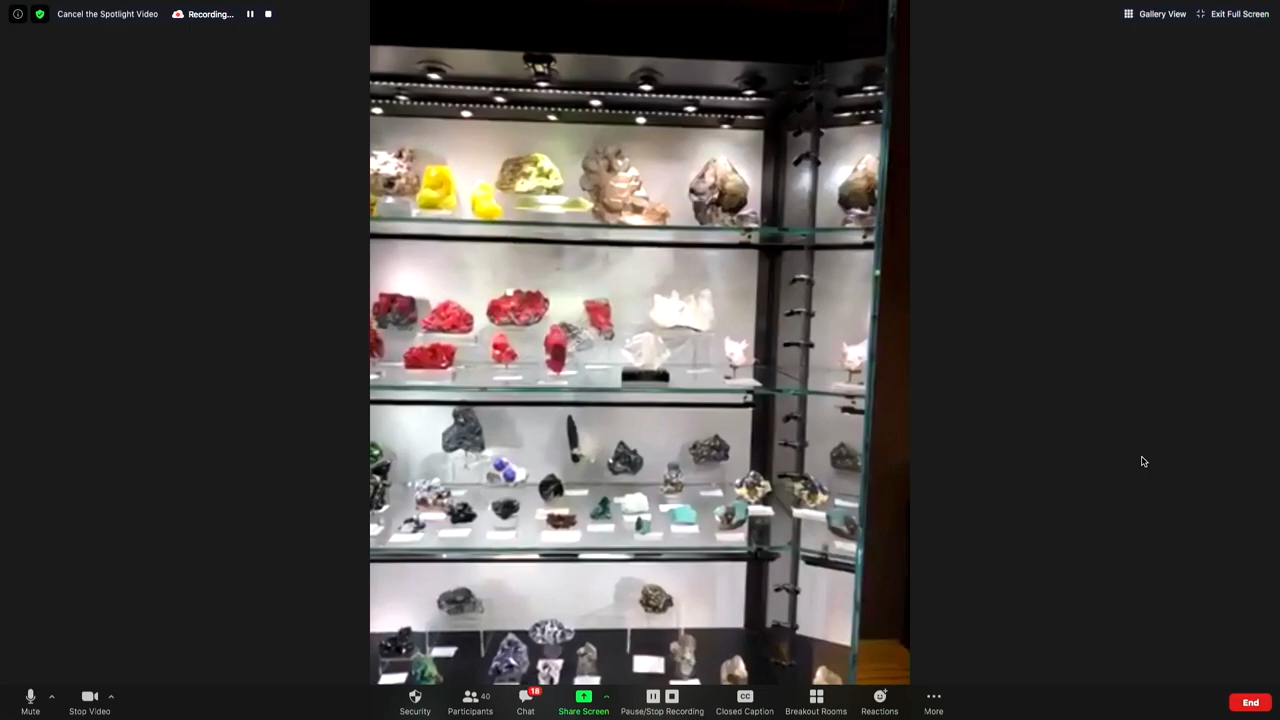 Cancel the Spotlight Video
Recording...
Gallery View
Exit Full Screen
40
18
CC
Mute
Stop Video
Security
Participants
Chat
Share Screen
Pause/Stop Recording
Closed Caption
Breakout Rooms
Reactions
More
End